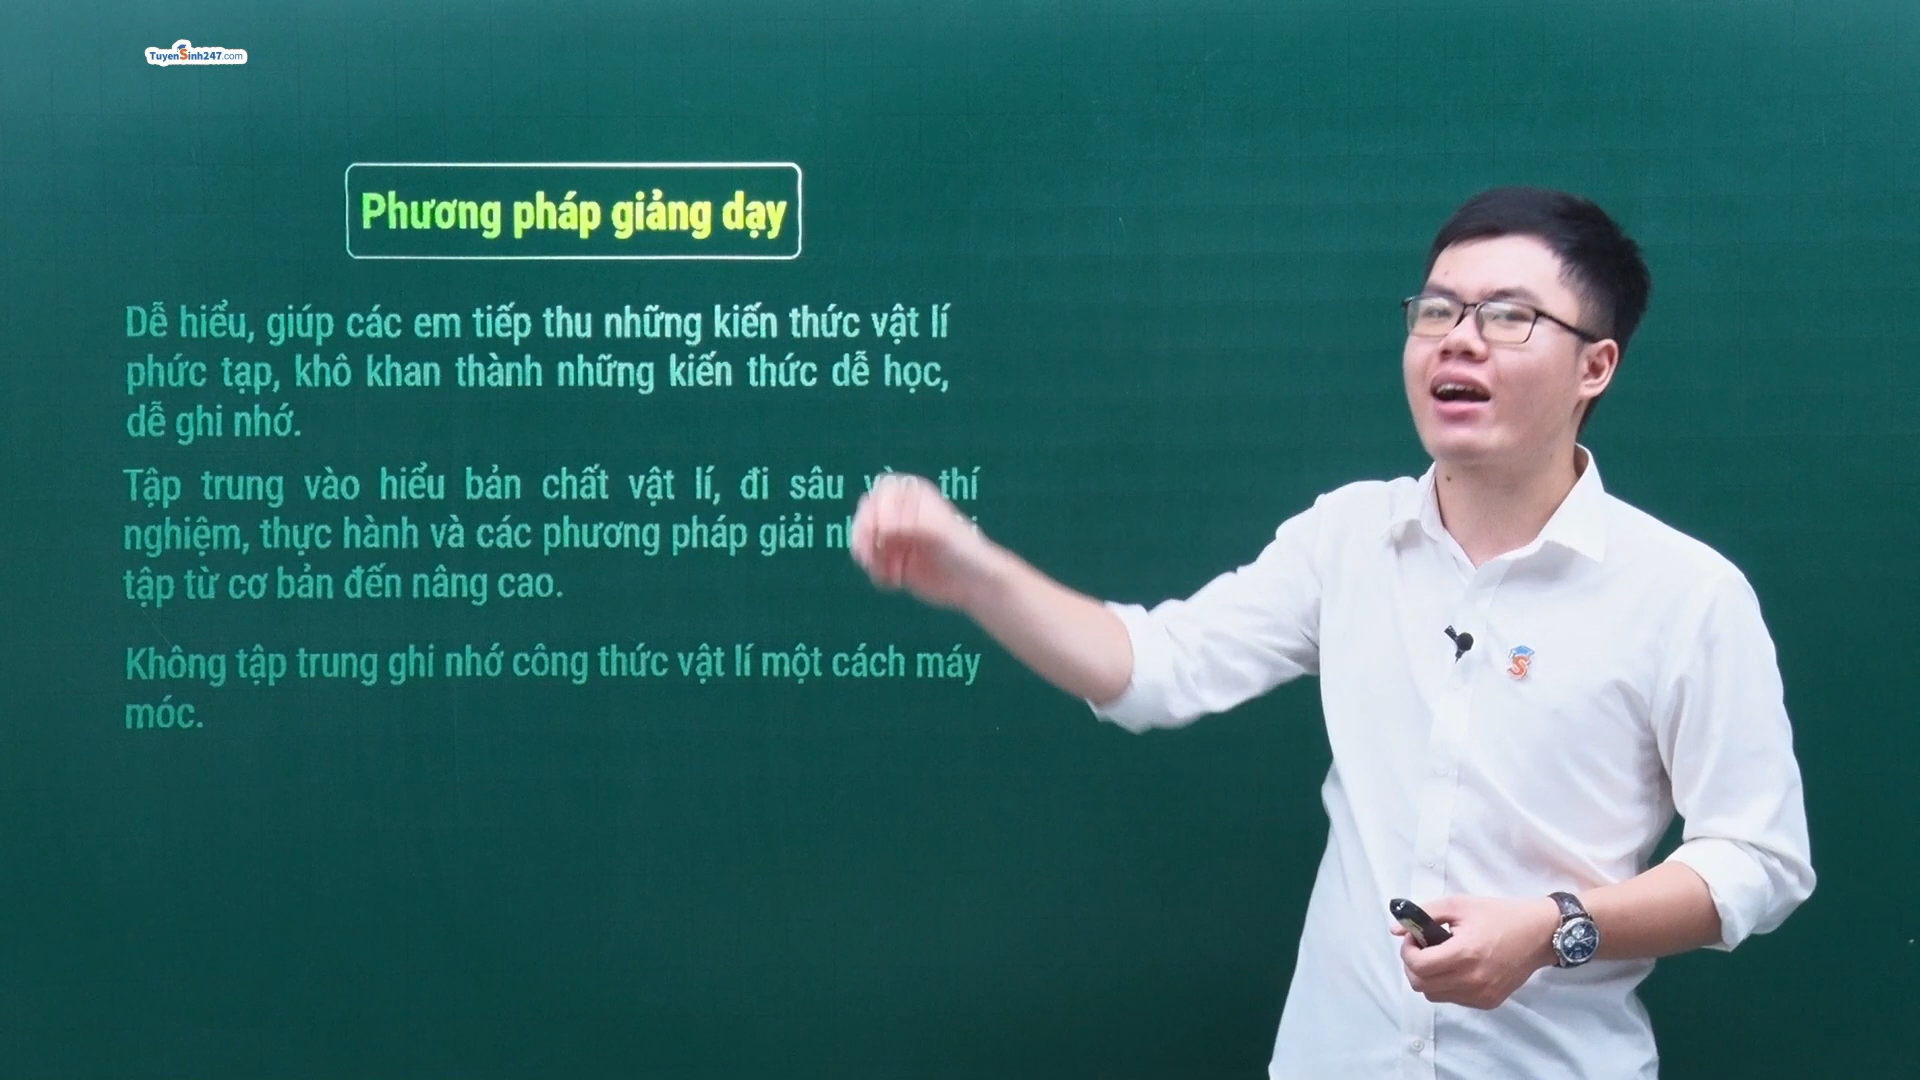 TuyenSinh247.com
Phương pháp giảng dạy
Dễ hiểu, giúp các em tiếp thu những kiến thức vật lí
phức tạp, khô khan thành những kiến thức dễ học,
dễ ghi nhớ.
Tập trung vào hiểu bản chất vật lí, đi sâu thí
nghiệm, thực hành và các phương pháp giải
tập từ cơ bản đến nâng cao.
Không tập trung ghi nhớ công thức vật lí một cách máy
móc.
S